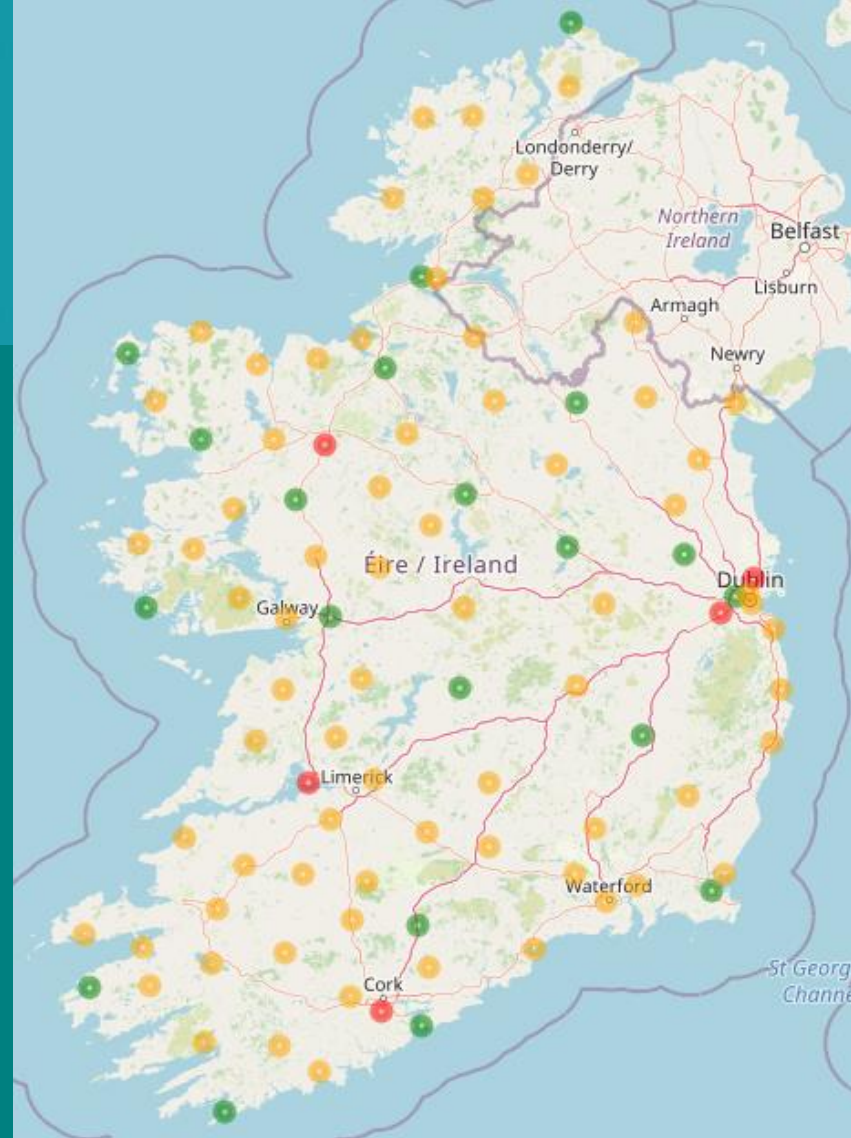 Londonderry/
Derry
Northern
Ireland
Belfast
Lisburn
Armagh
Newry
Éire / Ireland
Dublin
Galway
Limerick
Waterford
Cork
St Georg
Channe